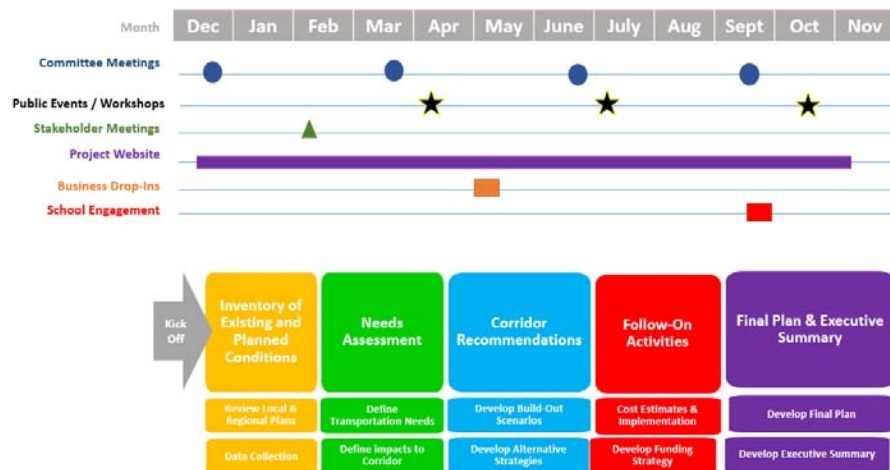 Month Dec Jan Feb Mar Apr May June July Aug Sept Oct Nov
Committee Meetings
Public Events / Workshops
Stakeholder Meetings
Project Website
Business Drop-Ins
School Engagement
Kick
Off
Inventory of
Existing and
Planned
Conditions
Needs
Assessment
Corridor
Recommendations
Follow-On
Activities
Final Plan & Executive
Summary
Review Local &
Regional Plans
Define
Transportation Needs
Develop Build-Out
Scenarios
Cost Estimates &
Implementation
Develop Final Plan
Data Collection
Define impacts to
Corridor
Develop Alternative
Strategies
Develop Funding
Strategy
Develop Executive Summary